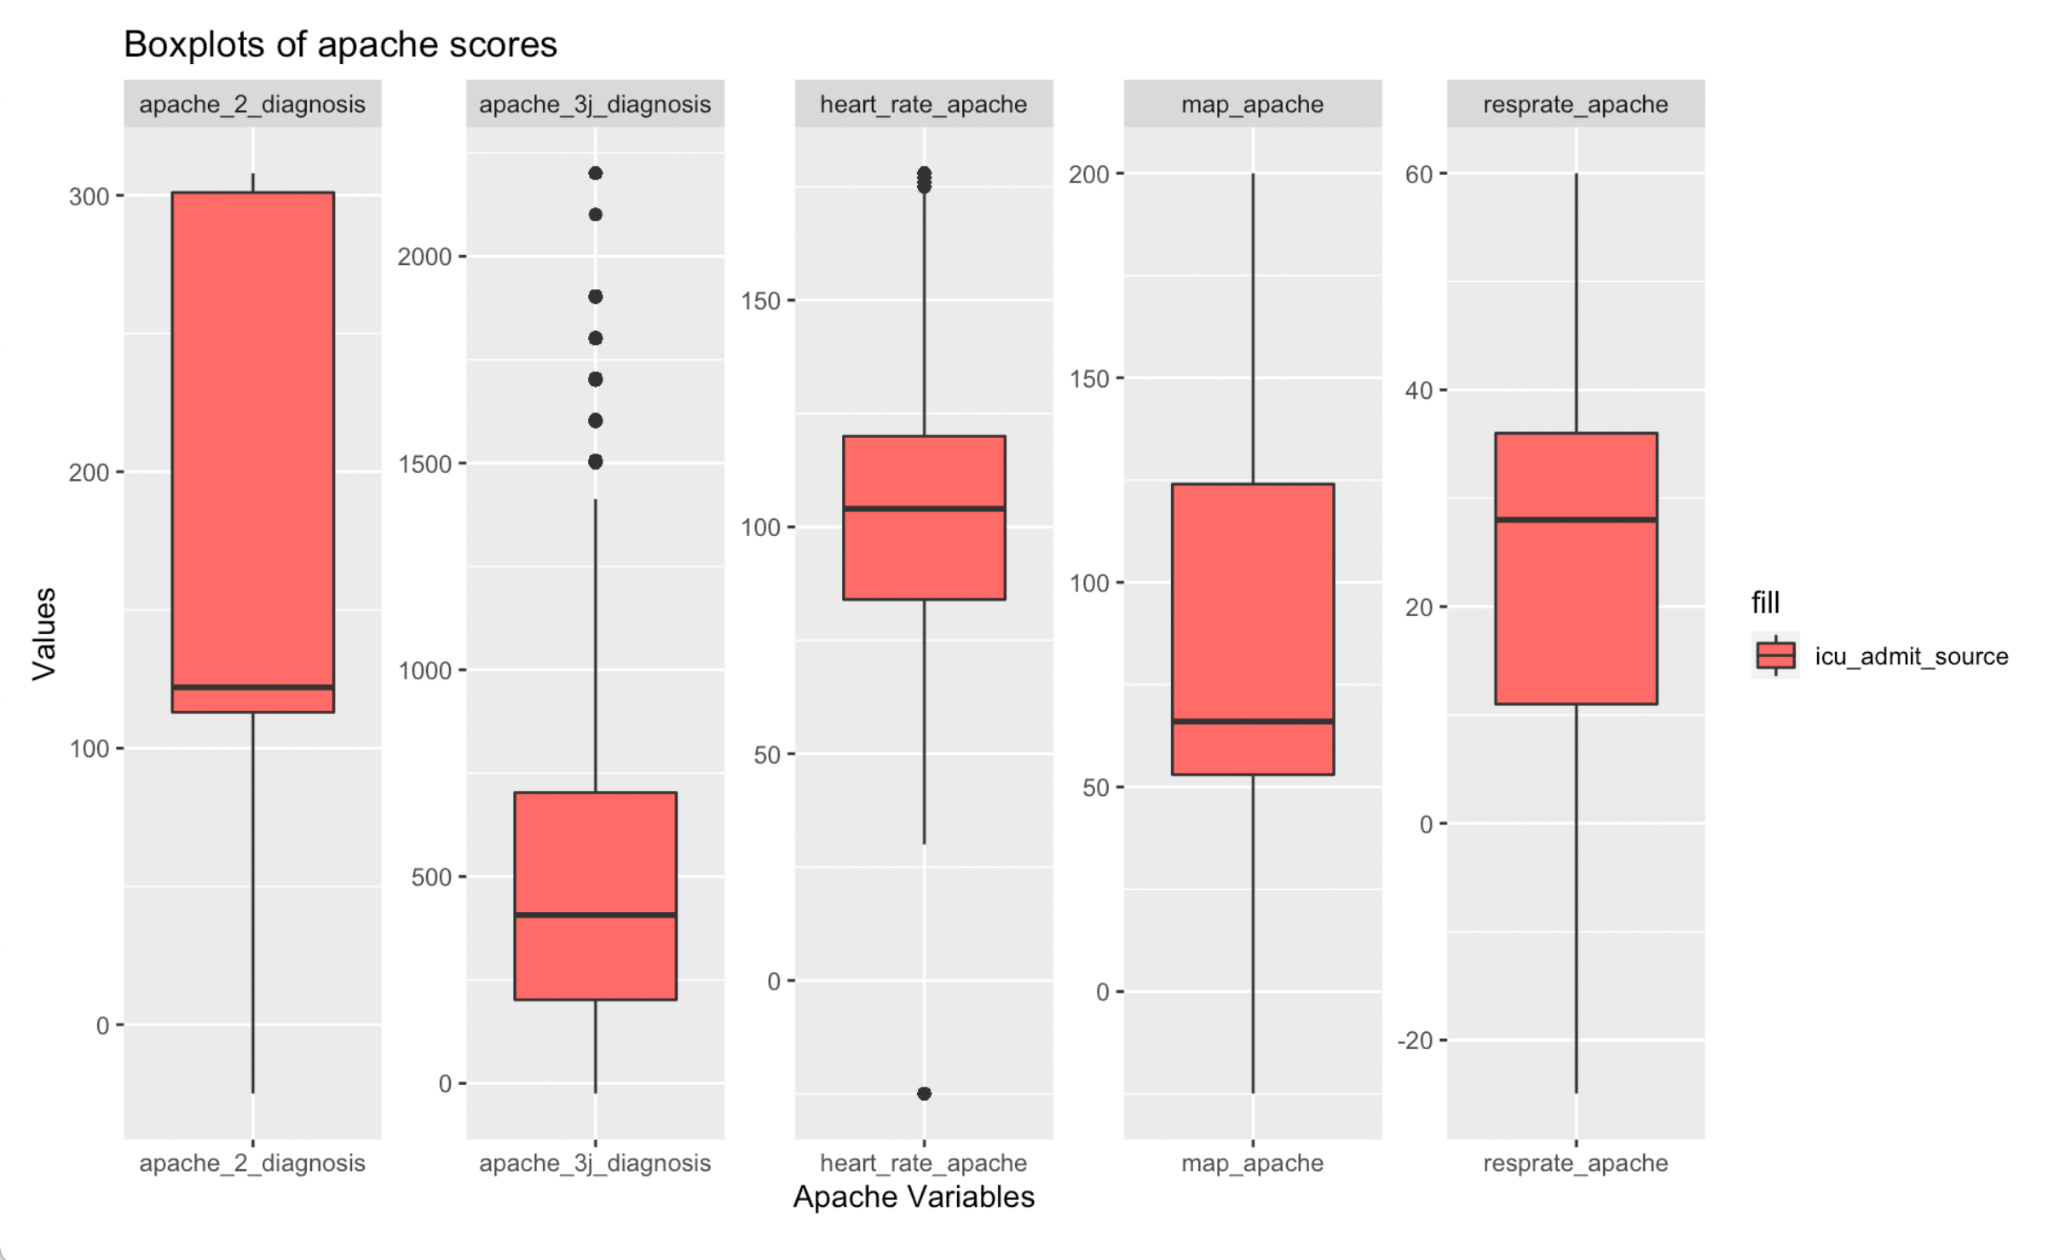 Boxplots of apache scores
apache_2_diagnosis
apache_3j_diagnosis
heart_rate_apache
map_apache
resprate_apache
Values
300
200
100
0
2000
1500
1000
500
0
150
100
50
0
200
150
100
50
0
60
40
20
0
-20
fill
icu_admit_source
apache_2_diagnosis
apache_3j_diagnosis
heart_rate_apache
map_apache
resprate_apache
Apache Variables